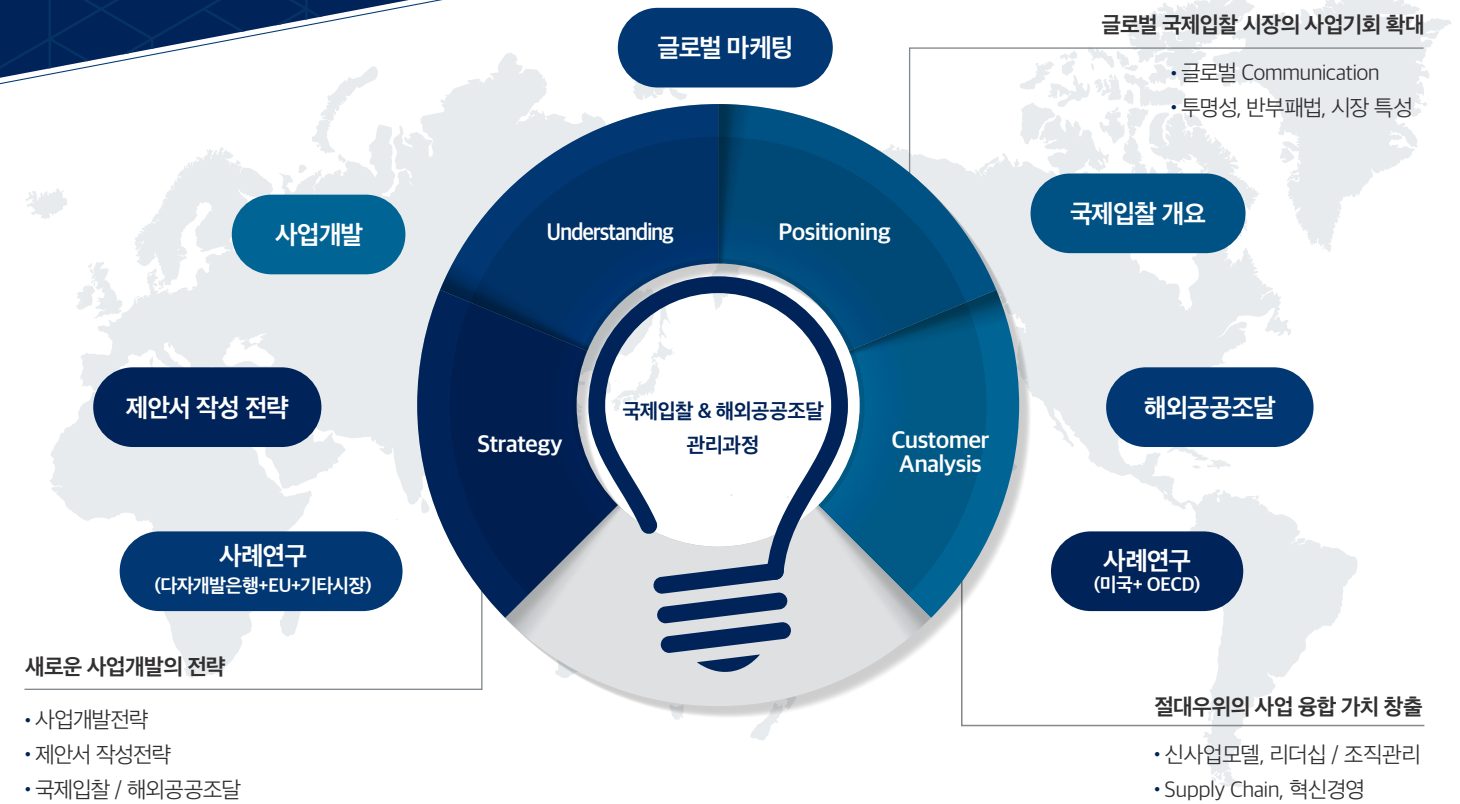 글로벌 마케팅
글로벌 국제입찰 시장의 사업기회 확대
• 글로벌 Communication
• 투명성, 반부패법, 시장 특성
사업개발
Understanding
Positioning
국제입찰 개요
제안서 작성 전략
Strategy
국제입찰 & 해외공공조달
관리과정
Customer
Analysis
해외공공조달
사례연구
(다자개발은행+EU+기타시장)
사례연구
(미국+ OECD)
새로운 사업개발의 전략
• 사업개발전략
• 제안서 작성전략
• 국제입찰 / 해외공공조달
절대우위의 사업 융합 가치 창출
• 신사업모델, 리더십 / 조직관리
• Supply Chain, 혁신경영